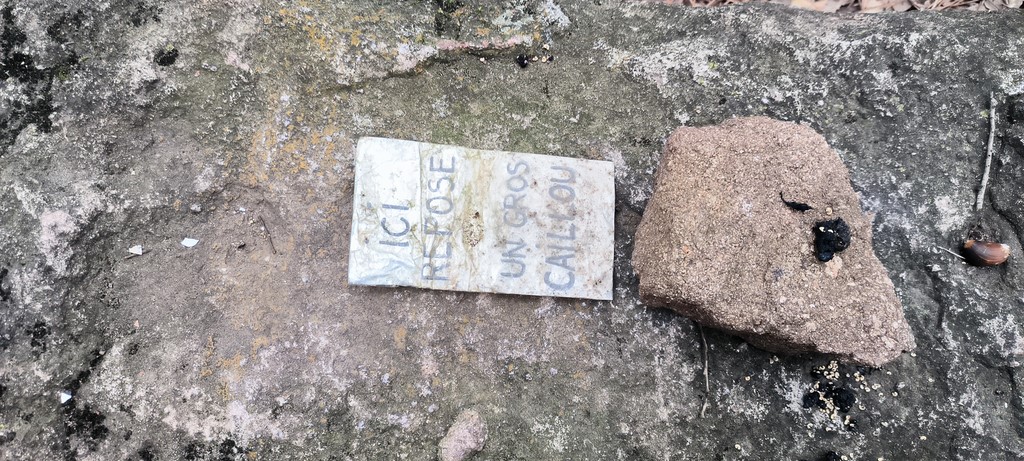 ICI
REPOSE
UN GROS
CAILLOU